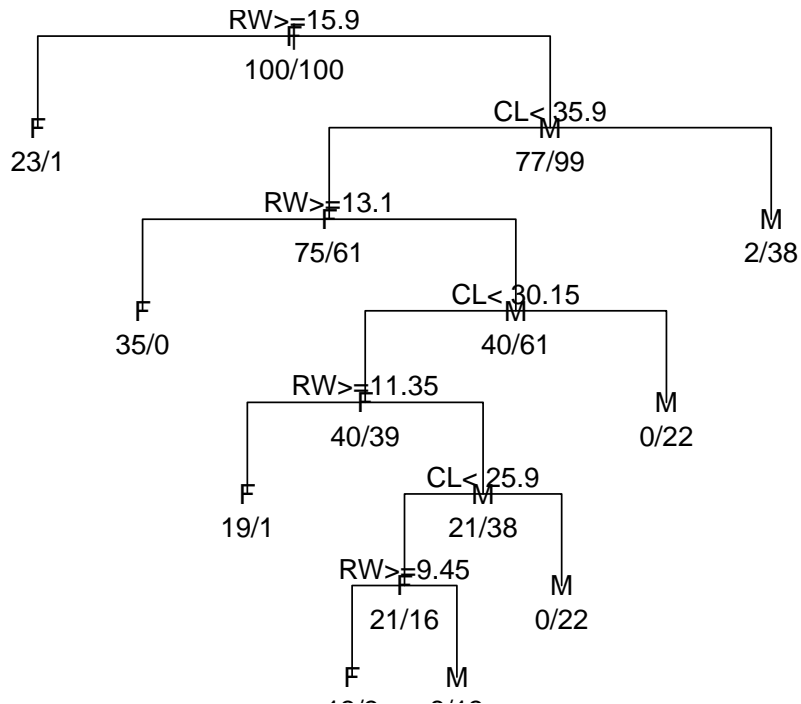 RW>=15.9
F
100/100
F
23/1
CL< 35.9
M
77/99
RW>=13.1
F
75/61
M
2/38
F
35/0
CL< 30.15
M
40/61
RW>=11.35
F
40/39
M
0/22
F
19/1
CL< 25.9
M
21/38
RW>=9.45
F
21/16
M
0/22
F
M